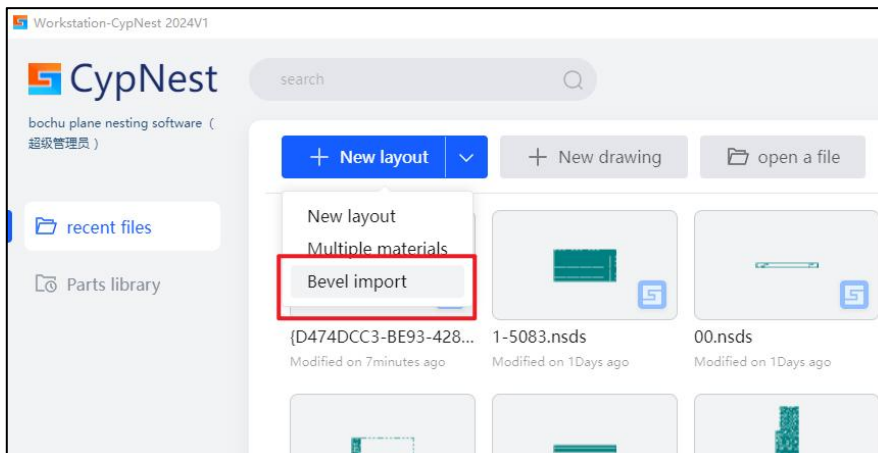 Workstation-CypNest 2024V1
CypNest
search
bochu plane nesting software (
超级管理员)
+ New layout
+ New drawing
open a file
New layout
recent files
Multiple materials
Bevel import
Parts library
{D474DCC3-BE93-428...
1-5083.nsds
00.nsds
Modified on 7minutes ago
Modified on 1Days ago
Modified on 1Days ago